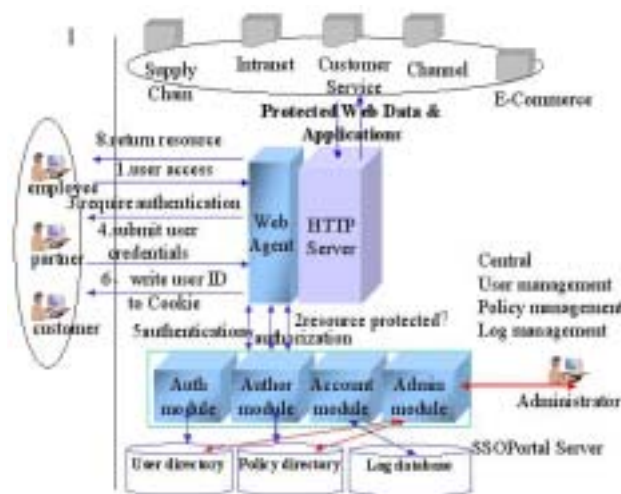 Supply
Chain
Intranet
Customer
Service
Channel
E-Commerce
Protected Web Data &
Applications
8.return resource
1.user access
employee
3.require authentication
4.submit user
credentials
partner
6. write user ID
to Cookie
customer
Web
Agent
HTTP
Server
Central
User management
Policy management
Log management
5authentications
2resource protected?
authorization
Auth
module
Author
module
Account
module
Admin
module
Administrator
SSOPortal Server
User directory
Policy directory
Log database